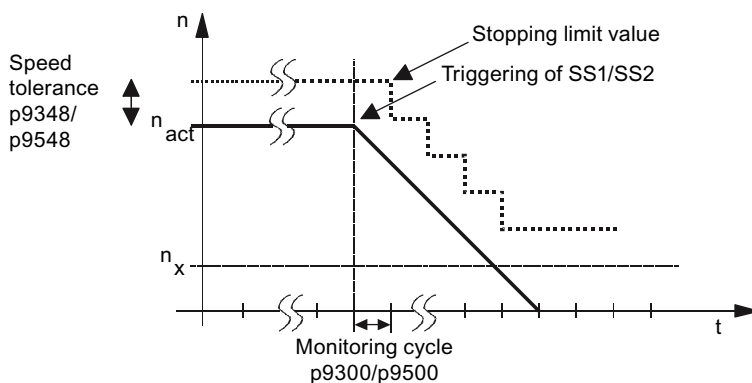 n
Stopping limit value
Speed
tolerance
p9348/
p9548
Triggering of SS1/SS2
n act
n x
t
Monitoring cycle
p9300/p9500